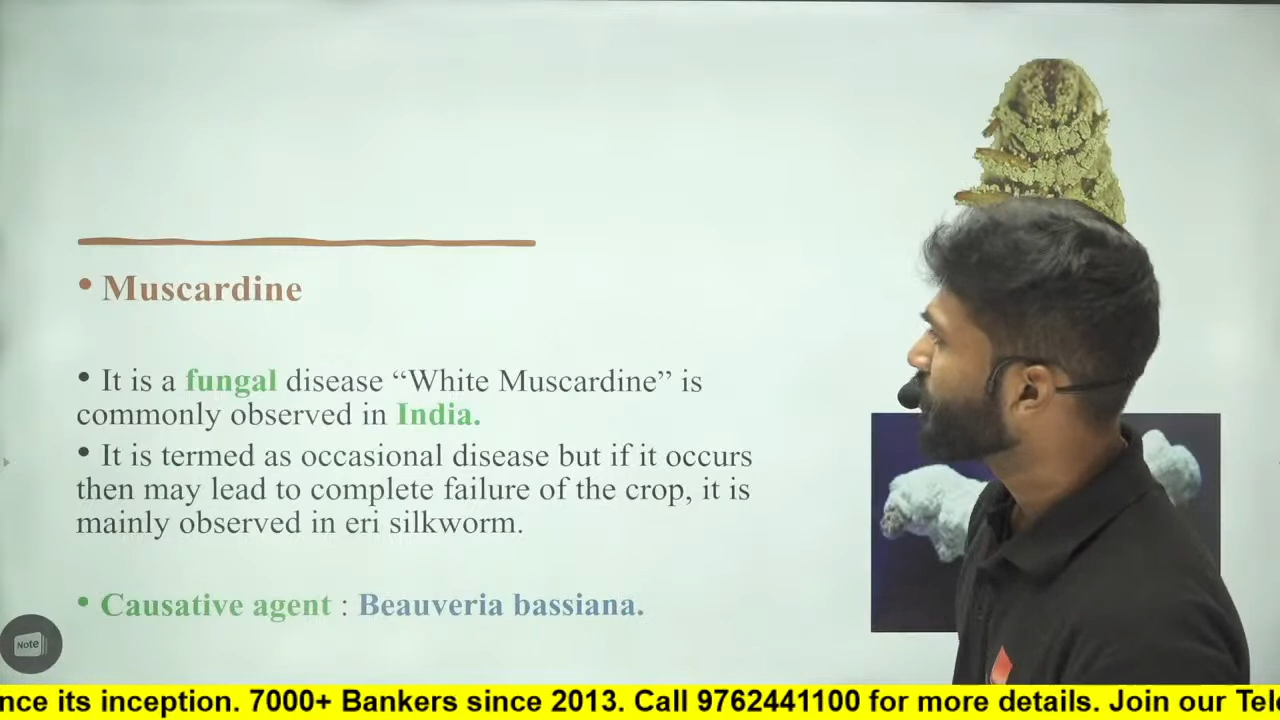 • Muscardine
• It is a fungal disease “White Muscardine” is
commonly observed in India.
• It is termed as occasional disease but if it occurs
then may lead to complete failure of the crop, it is
mainly observed in eri silkworm.
• Causative agent : Beauveria bassiana.
Note
its inception. 7000+ Bankers since 2013. Call 9762441100 for more details. Join our